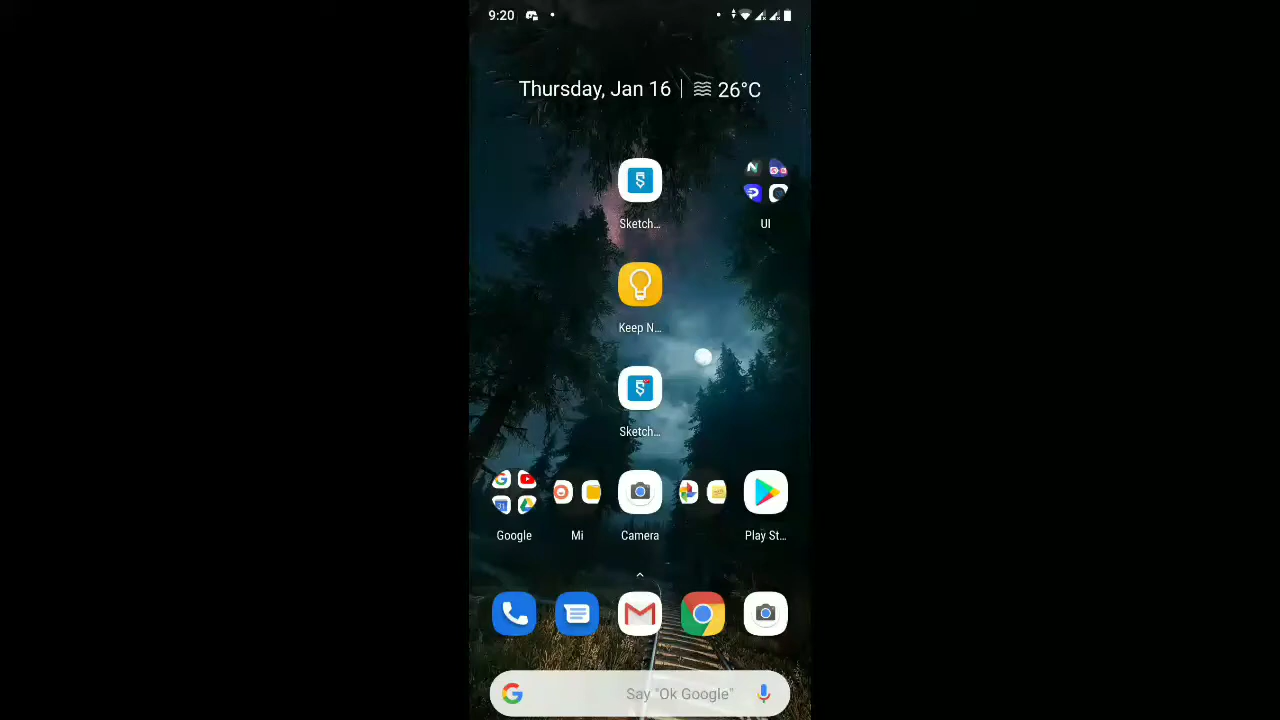 9:20
Thursday, Jan 16 26°C
Sketch... UI
Keep N...
Sketch...
Google Mi Camera Play St...
Say "Ok Google"